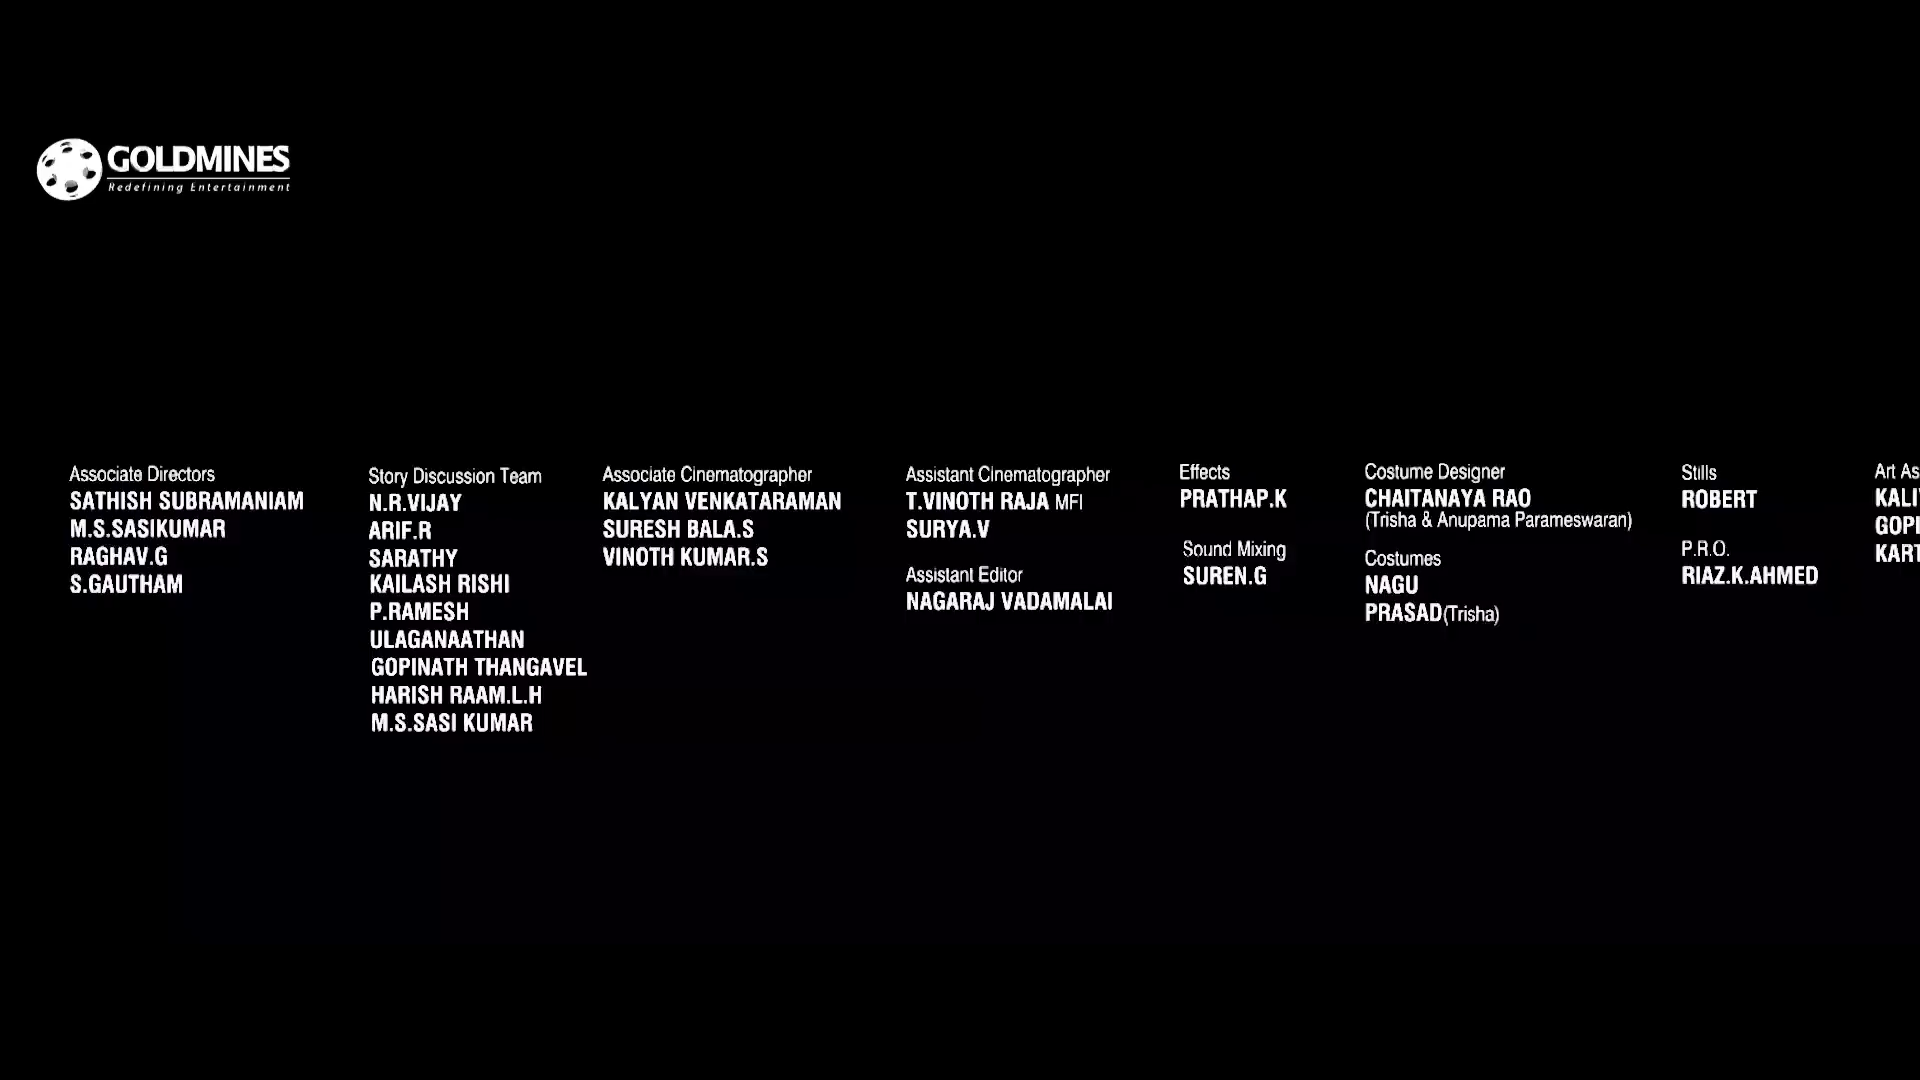 GOLDMINES
Redefining Entertainment
Associate Directors
SATHISH SUBRAMANIAM
M.S.SASIKUMAR
RAGHAV.G
S.GAUTHAM
Story Discussion Team
N.R.VIJAY
ARIF.R
SARATHY
KAILASH RISHI
P.RAMESH
ULAGANAATHAN
GOPINATH THANGAVEL
HARISH RAAM.L.H
M.S.SASI KUMAR
Associate Cinematographer
KALYAN VENKATARAMAN
SURESH BALA.S
VINOTH KUMAR.S
Assistant Cinematographer
T.VINOTH RAJA MFI
SURYA.V
Assistant Editor
NAGARAJ VADAMALAI
Effects
PRATHAP.K
Sound Mixing
SUREN.G
Costume Designer
CHAITANAYA RAO
(Trisha & Anupama Parameswaran)
Costumes
NAGU
PRASAD(Trisha)
Stills
ROBERT
P.R.O.
RIAZ.K.AHMED
Art